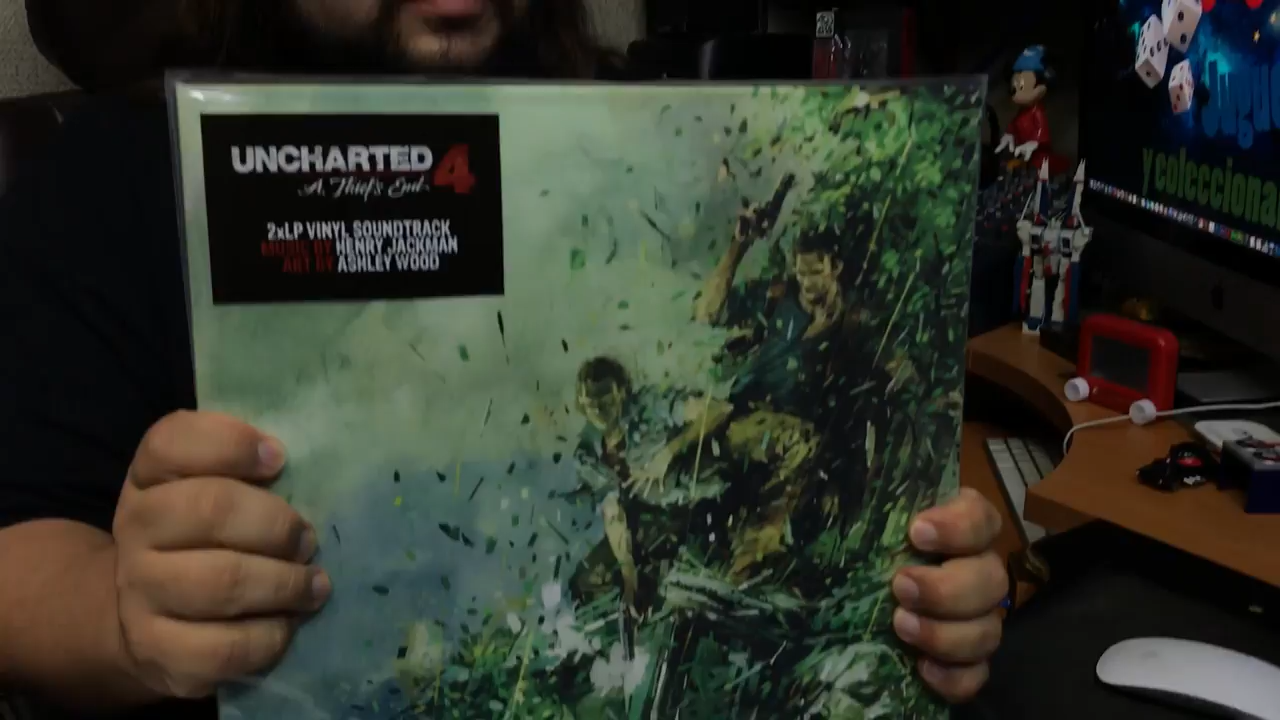 UNCHARTED 4
A Thief's End
2xLP VINYL SOUNDTRACK
MUSIC BY HENRY JACKMAN
ART BY ASHLEY WOOD
y colecciona